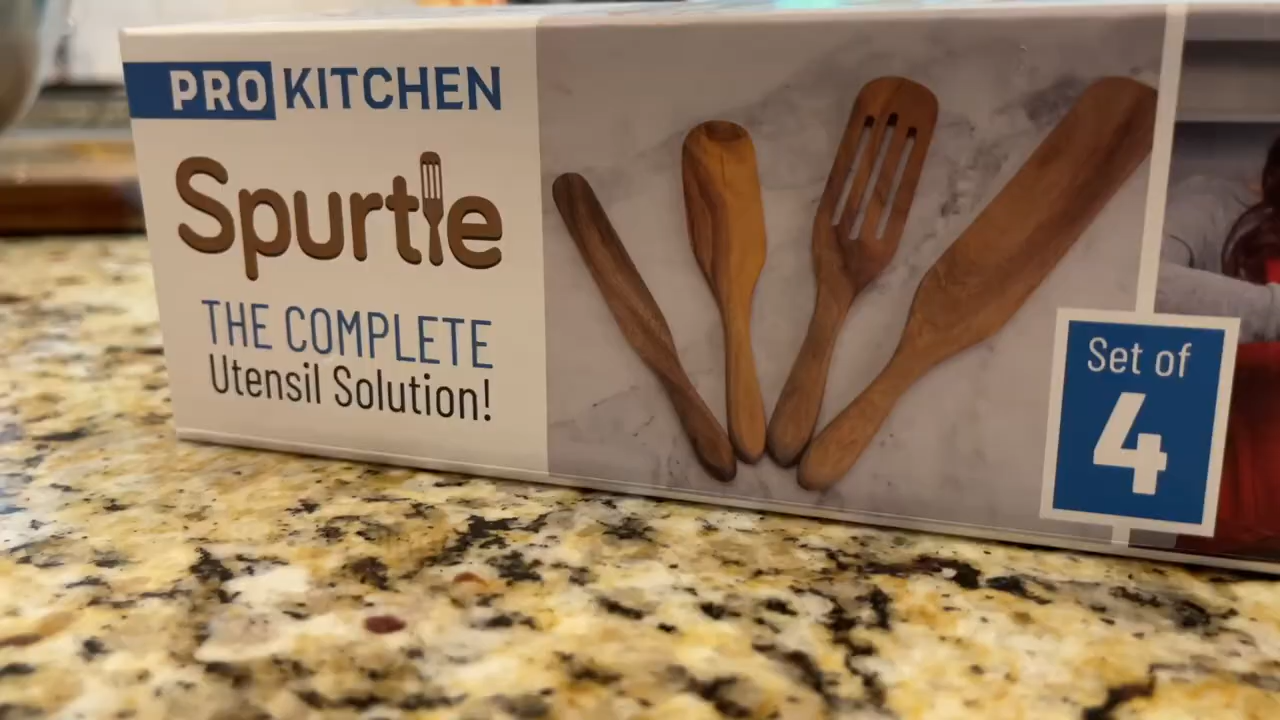 PRO KITCHEN
Spurtle
THE COMPLETE
Utensil Solution!
Set of
4